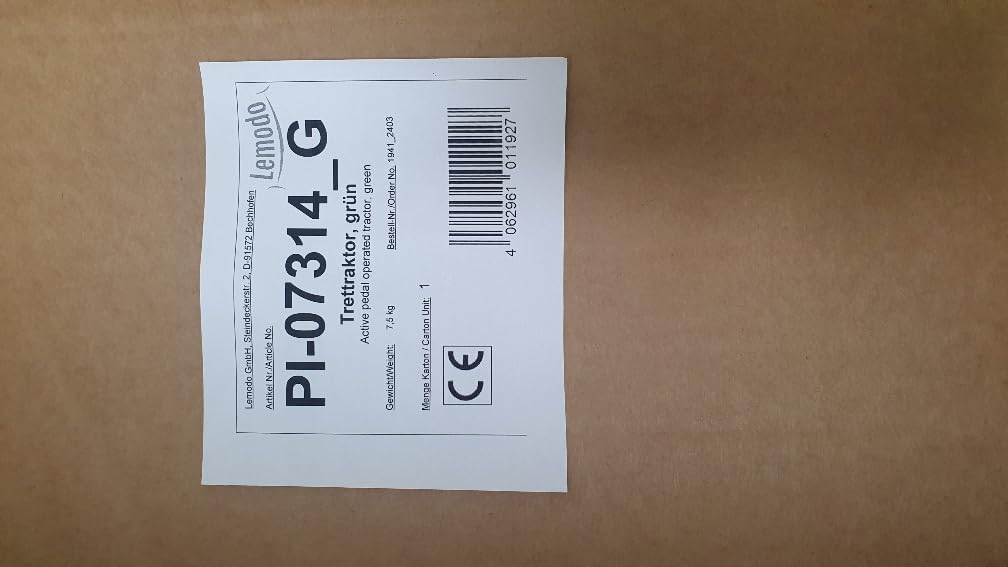 Lemodo GmbH, Steindeckerstr. 2, D-91572 Bechhofen
Lemodo
Artikel Nr./Article No.
PI-07314_G
Trettraktor, grün
Active pedal operated tractor, green
Gewicht/Weight: 7,5 kg Bestell-Nr./Order No. 1941_2403
Menge Karton / Carton Unit: 1
CE
4 062961 011927